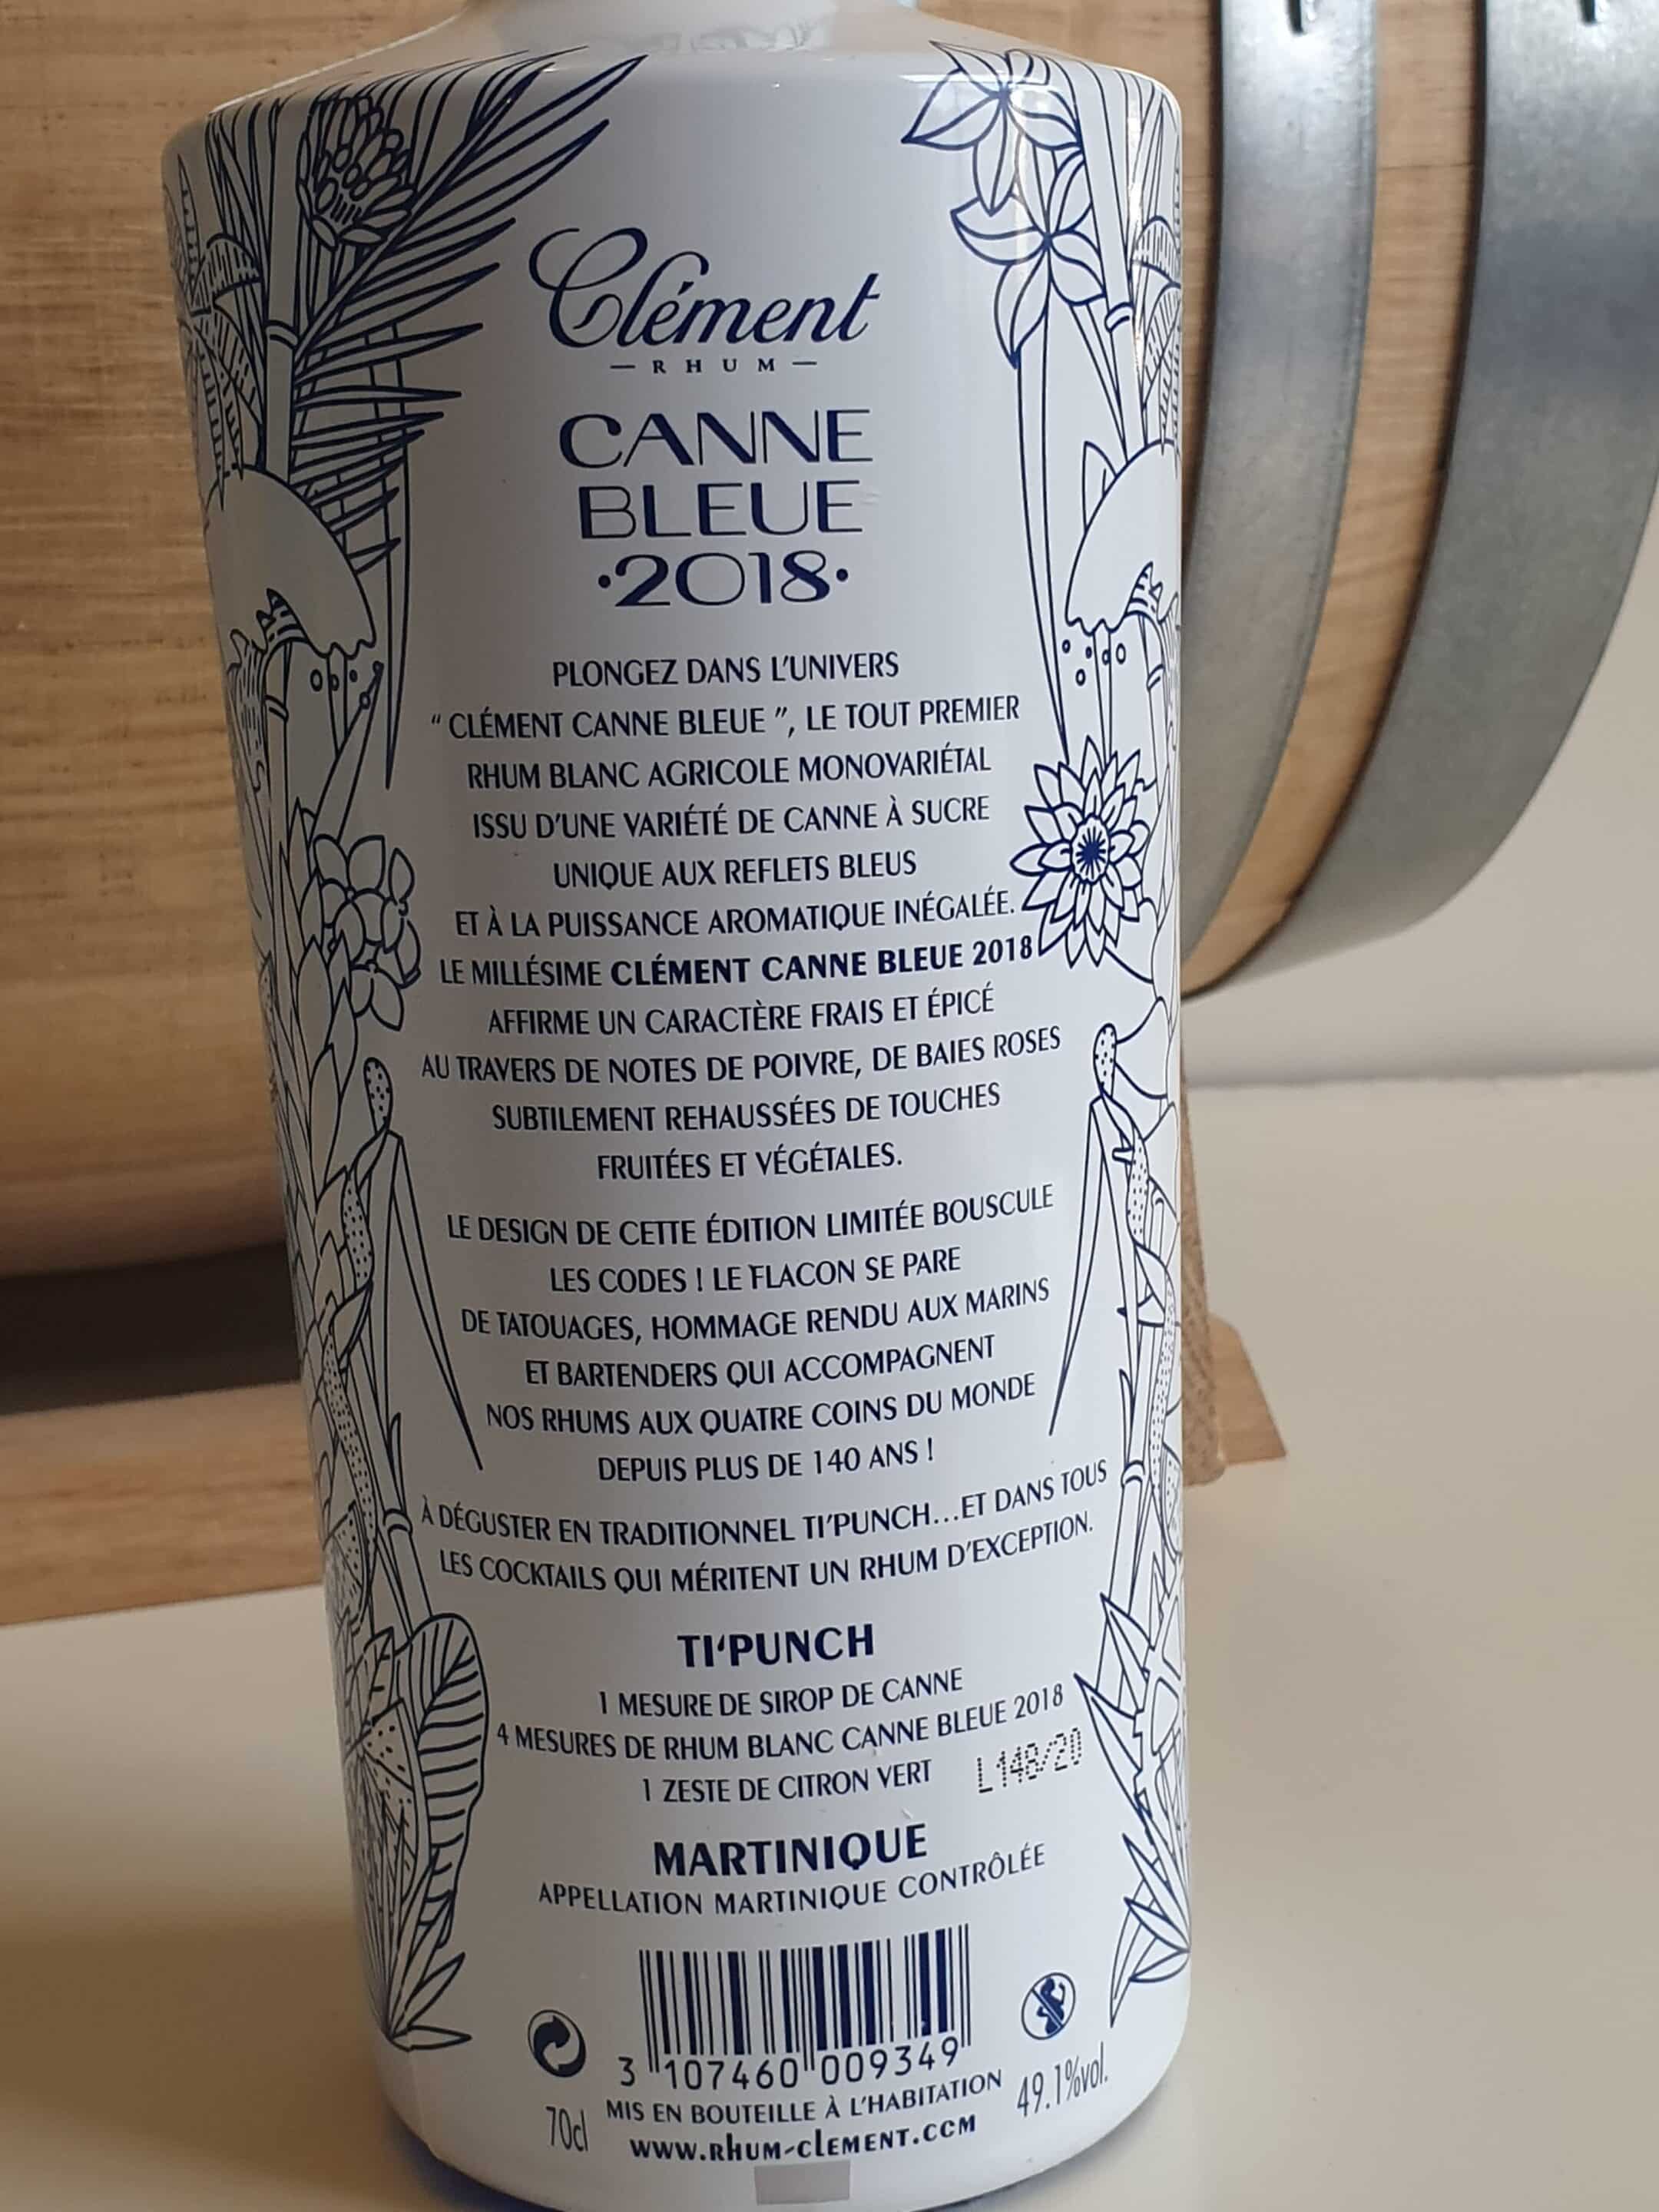 Clément
— RHUM —
CANNE
BLEUE
•2018•
PLONGEZ DANS L'UNIVERS
" CLÉMENT CANNE BLEUE ", LE TOUT PREMIER
RHUM BLANC AGRICOLE MONOVARIÉTAL
ISSU D'UNE VARIÉTÉ DE CANNE À SUCRE
UNIQUE AUX REFLETS BLEUS
ET À LA PUISSANCE AROMATIQUE INÉGALÉE.
LE MILLÉSIME CLÉMENT CANNE BLEUE 2018
AFFIRME UN CARACTÈRE FRAIS ET ÉPICÉ
AU TRAVERS DE NOTES DE POIVRE, DE BAIES ROSES
SUBTILEMENT REHAUSSÉES DE TOUCHES
FRUITÉES ET VÉGÉTALES.
LE DESIGN DE CETTE ÉDITION LIMITÉE BOUSCULE
LES CODES ! LE FLACON SE PARE
DE TATOUAGES, HOMMAGE RENDU AUX MARINS
ET BARTENDERS QUI ACCOMPAGNENT
NOS RHUMS AUX QUATRE COINS DU MONDE
DEPUIS PLUS DE 140 ANS !
À DÉGUSTER EN TRADITIONNEL TI'PUNCH...ET DANS TOUS
LES COCKTAILS QUI MÉRITENT UN RHUM D'EXCEPTION.
TI'PUNCH
1 MESURE DE SIROP DE CANNE
4 MESURES DE RHUM BLANC CANNE BLEUE 2018
1 ZESTE DE CITRON VERT
L148/20
MARTINIQUE
APPELLATION MARTINIQUE CONTRÔLÉE
3 107460 009349
MIS EN BOUTEILLE À L'HABITATION
70cl
49.1%vol.
www.rhum-clement.com